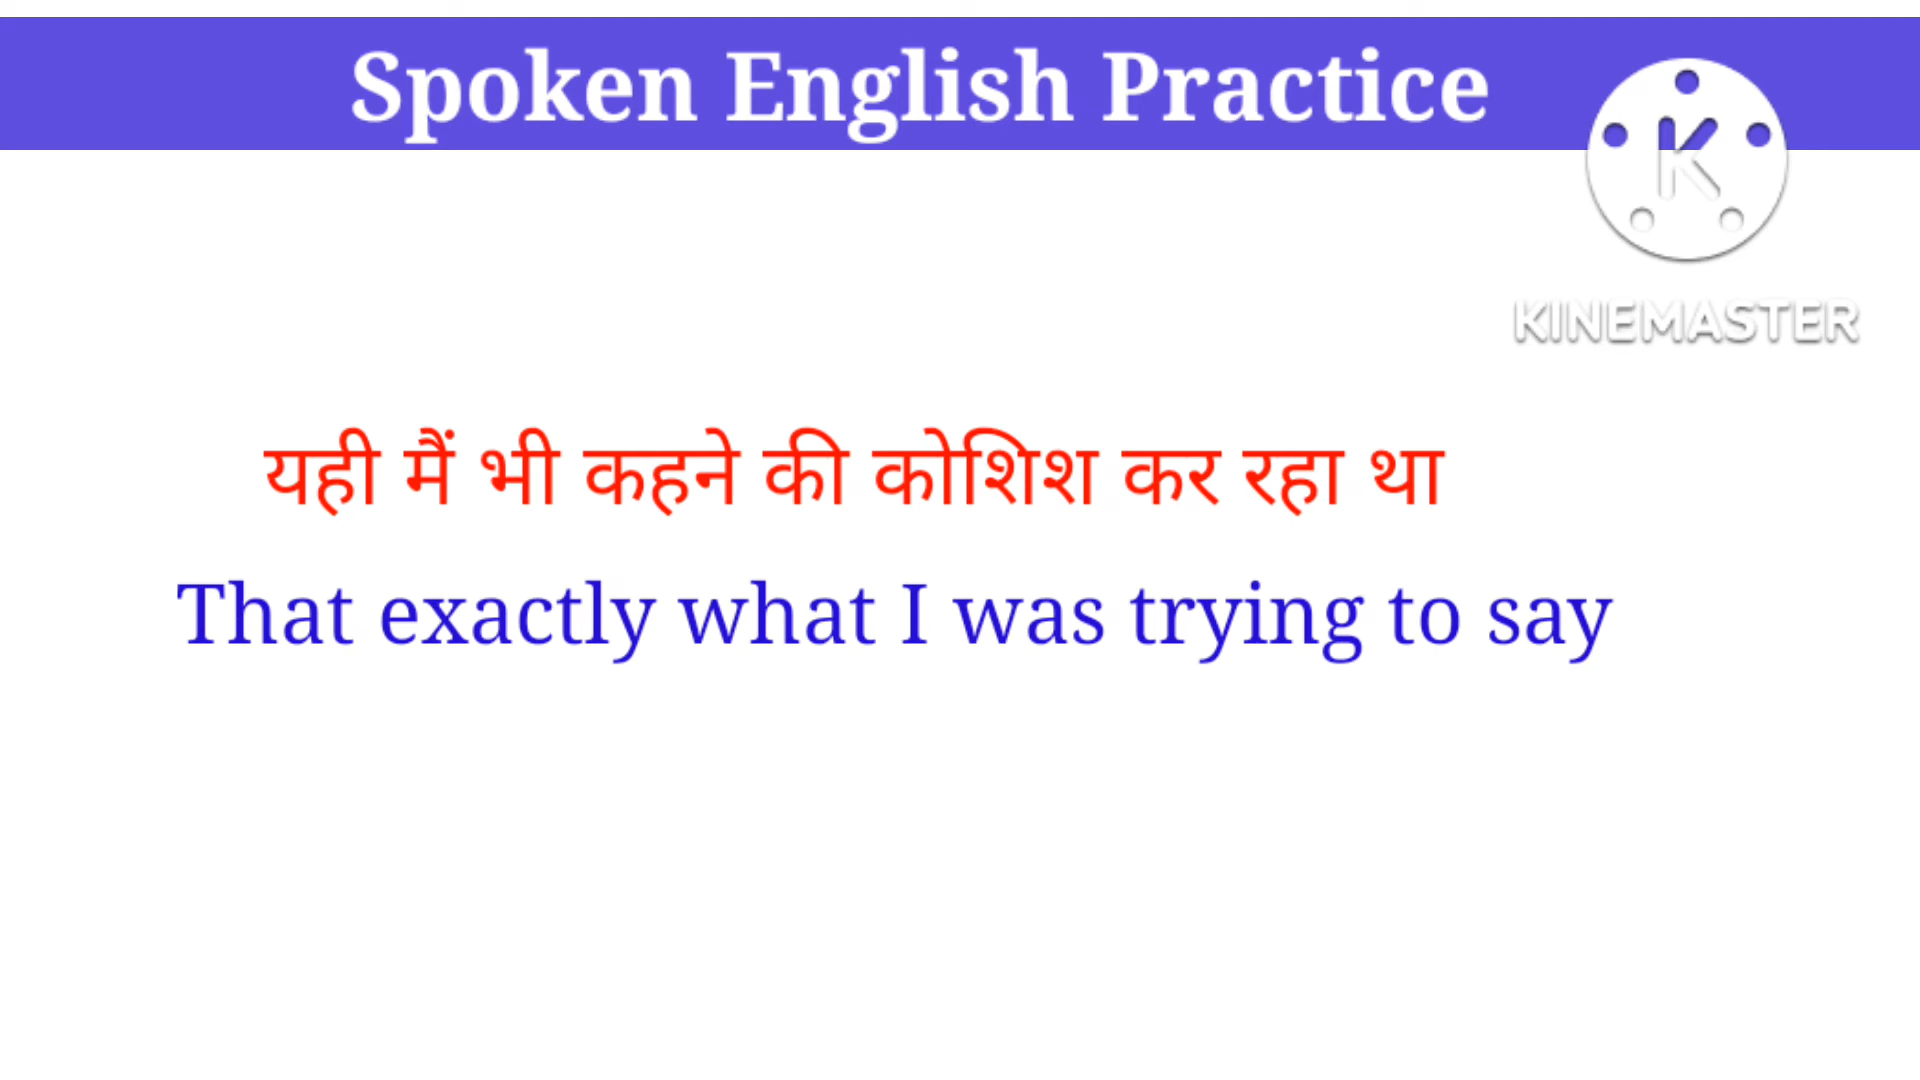 Spoken English Practice
K
KINEMASTER
यही मैं भी कहने की कोशिश कर रहा था
That exactly what I was trying to say